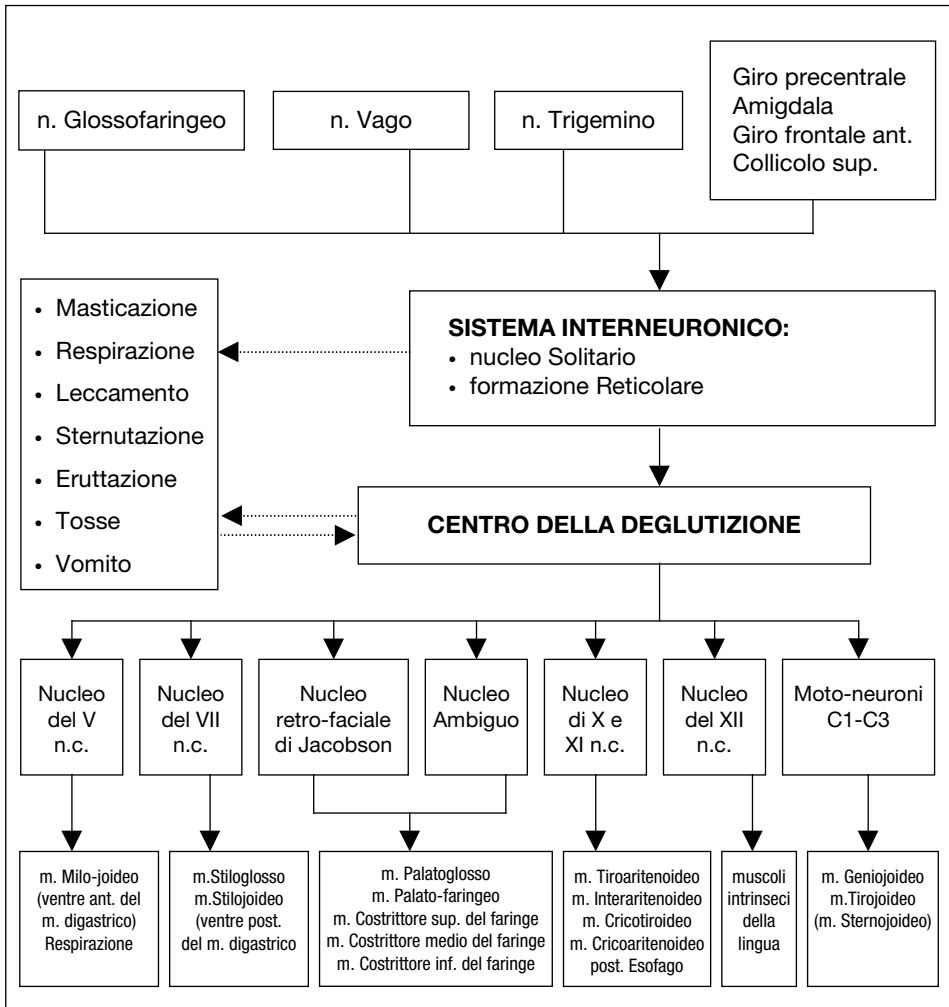 n. Glossofaringeo
n. Vago
n. Trigemino
Giro precentrale
Amigdala
Giro frontale ant.
Collicolo sup.
• Masticazione
• Respirazione
• Leccamento
• Sternutazione
• Eruttazione
• Tosse
• Vomito
SISTEMA INTERNEURONICO:
• nucleo Solitario
• formazione Reticolare
CENTRO DELLA DEGLUTIZIONE
Nucleo
del V
n.c.
Nucleo
del VII
n.c.
Nucleo
retro-faciale
di Jacobson
Nucleo
Ambiguo
Nucleo
di X e
XI n.c.
Nucleo
del XII
n.c.
Moto-neuroni
C1-C3
m. Milo-joideo
(ventre ant. del
m. digastrico)
Respirazione
m.Stiloglosso
m.Stilojoideo
(ventre post.
del m. digastrico
m. Palatoglosso
m. Palato-faringeo
m. Costrittore sup. del faringe
m. Costrittore medio del faringe
m. Costrittore inf. del faringe
m. Tiroaritenoideo
m. Interaritenoideo
m. Cricotiroideo
m. Cricoaritenoideo
post. Esofago
muscoli
intrinseci
della
lingua
m. Geniojoideo
m.Tirojoideo
(m. Sternojoideo)